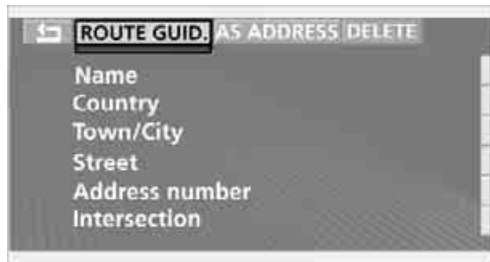 ROUTE GUID. AS ADDRESS DELETE
Name
Country
Town/City
Street
Address number
Intersection